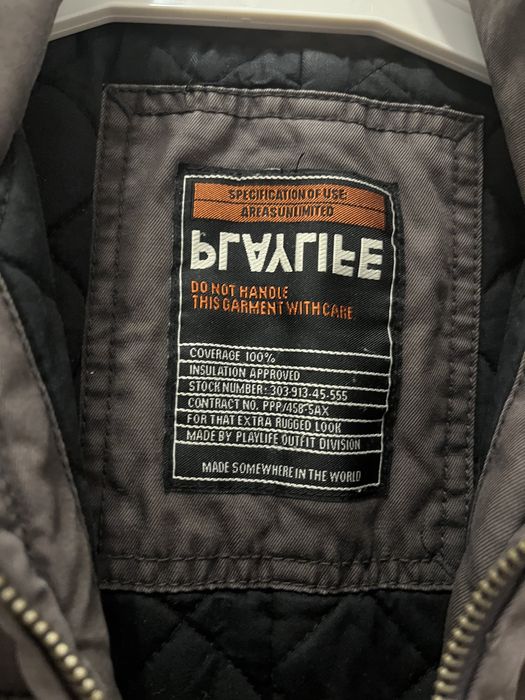 SPECIFICATION OF USE:
AREAS UNLIMITED
PLAYLIFE
DO NOT HANDLE
THIS GARMENT WITH CARE
COVERAGE 100%
INSULATION APPROVED
STOCK NUMBER: 303-913-45-555
CONTRACT NO. PPP/458-5AX
FOR THAT EXTRA RUGGED LOOK
MADE BY PLAYLIFE OUTFIT DIVISION
MADE SOMEWHERE IN THE WORLD